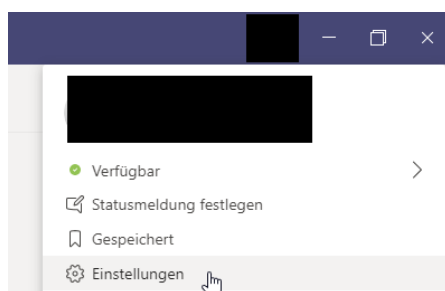 Verfügbar
Statusmeldung festlegen
Gespeichert
Einstellungen